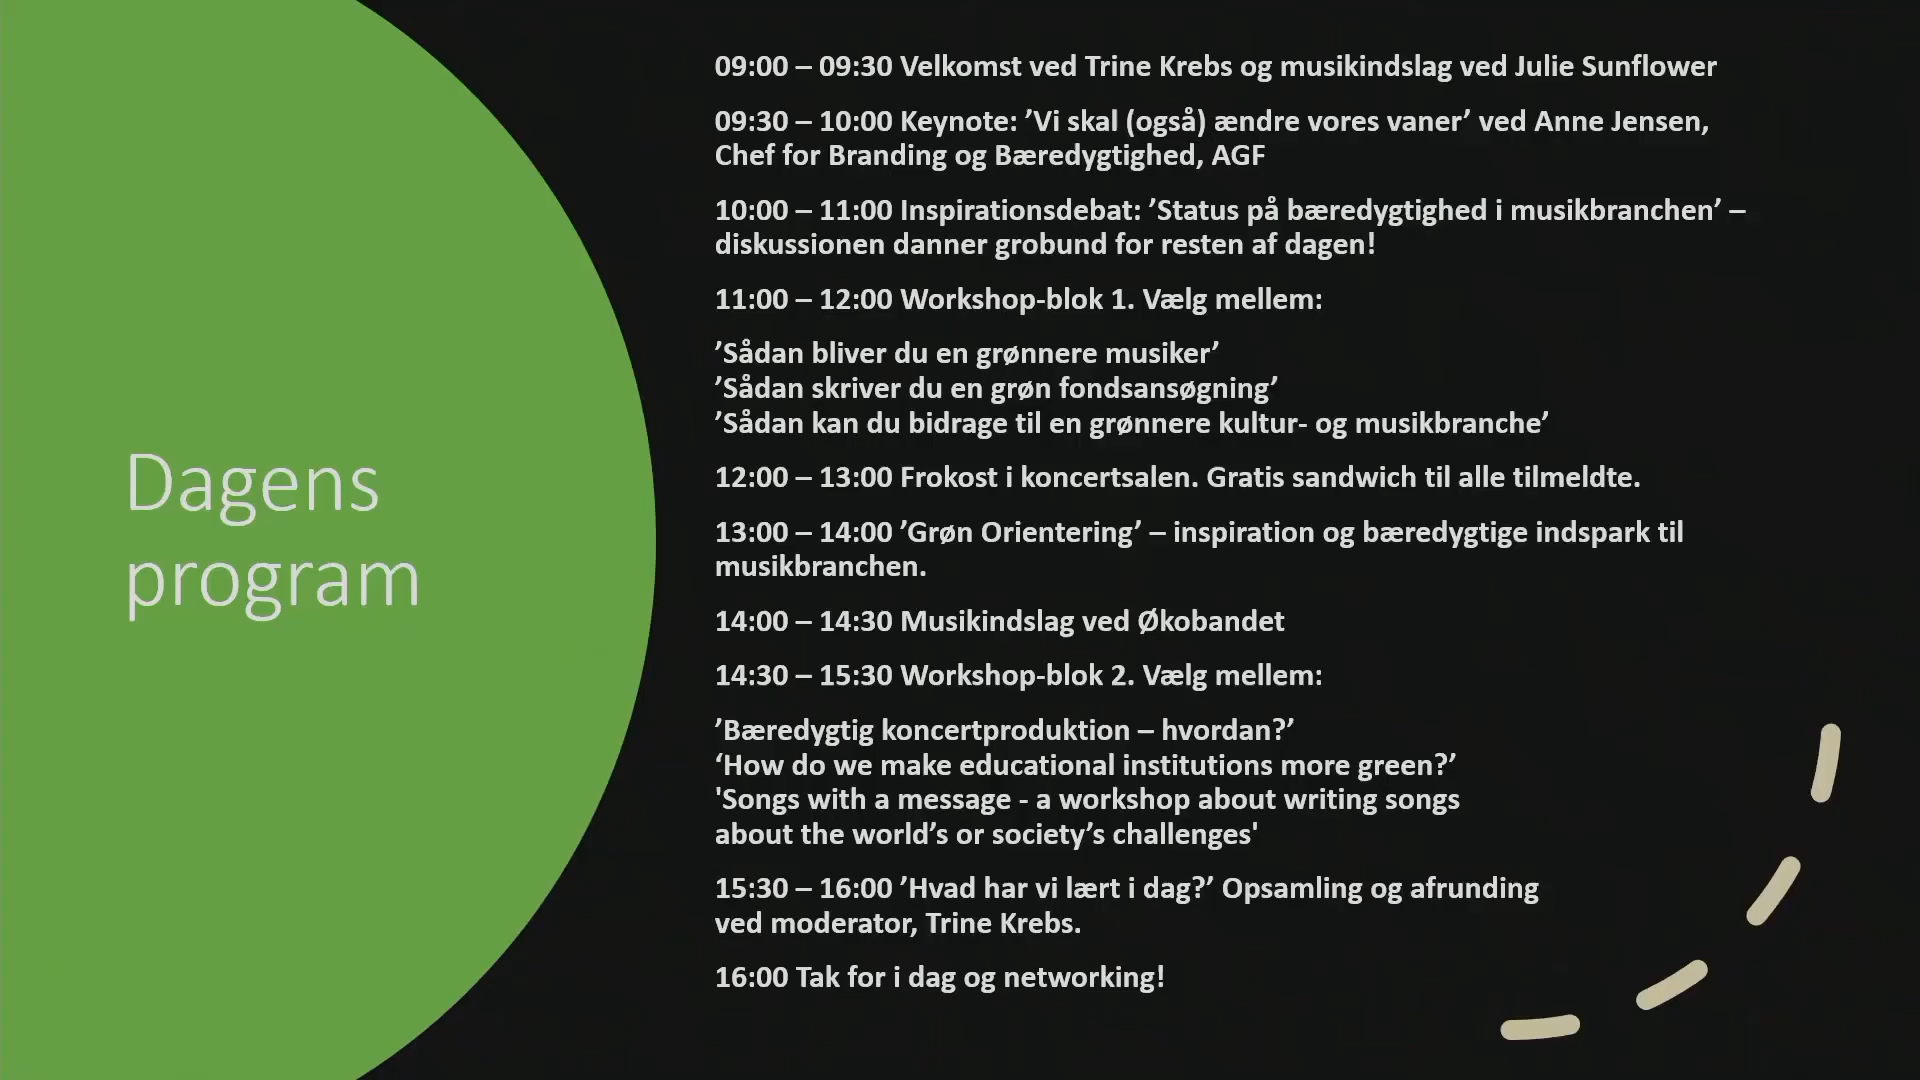 Dagens
program
09:00 – 09:30 Velkomst ved Trine Krebs og musikindslag ved Julie Sunflower
09:30 – 10:00 Keynote: ’Vi skal (også) ændre vores vaner’ ved Anne Jensen,
Chef for Branding og Bæredygtighed, AGF
10:00 – 11:00 Inspirationsdebat: ’Status på bæredygtighed i musikbranchen’ –
diskussionen danner grobund for resten af dagen!
11:00 – 12:00 Workshop-blok 1. Vælg mellem:
’Sådan bliver du en grønnere musiker’
’Sådan skriver du en grøn fondsansøgning’
’Sådan kan du bidrage til en grønnere kultur- og musikbranche’
12:00 – 13:00 Frokost i koncertsalen. Gratis sandwich til alle tilmeldte.
13:00 – 14:00 ’Grøn Orientering’ – inspiration og bæredygtige indspark til
musikbranchen.
14:00 – 14:30 Musikindslag ved Økobandet
14:30 – 15:30 Workshop-blok 2. Vælg mellem:
’Bæredygtig koncertproduktion – hvordan?’
‘How do we make educational institutions more green?’
'Songs with a message - a workshop about writing songs
about the world’s or society’s challenges'
15:30 – 16:00 ’Hvad har vi lært i dag?’ Opsamling og afrunding
ved moderator, Trine Krebs.
16:00 Tak for i dag og networking!